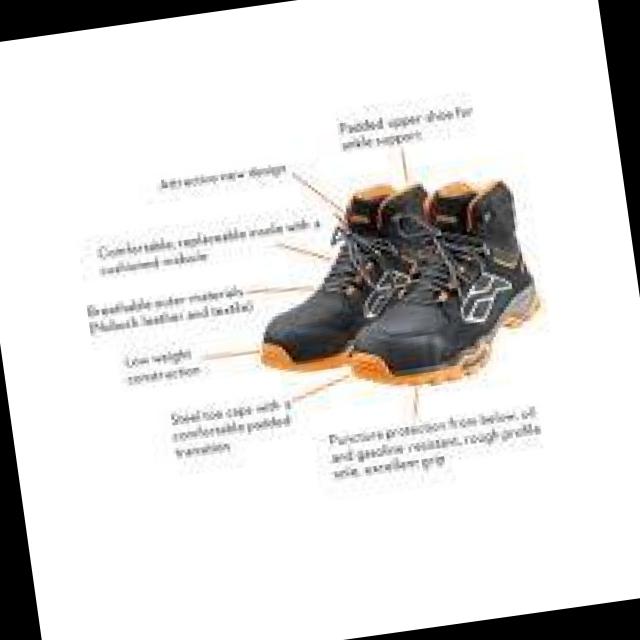 Padded upper shoe for
ankle support
Attractive new design
Comfortable, replaceable insole with a
cushioned midsole
Breathable outer materials
(Nubuck leather and textile)
Low weight
construction
Steel toe caps with a
comfortable padded
transition
Puncture protection from below, oil
and gasoline resistant, rough profile
sole, excellent grip